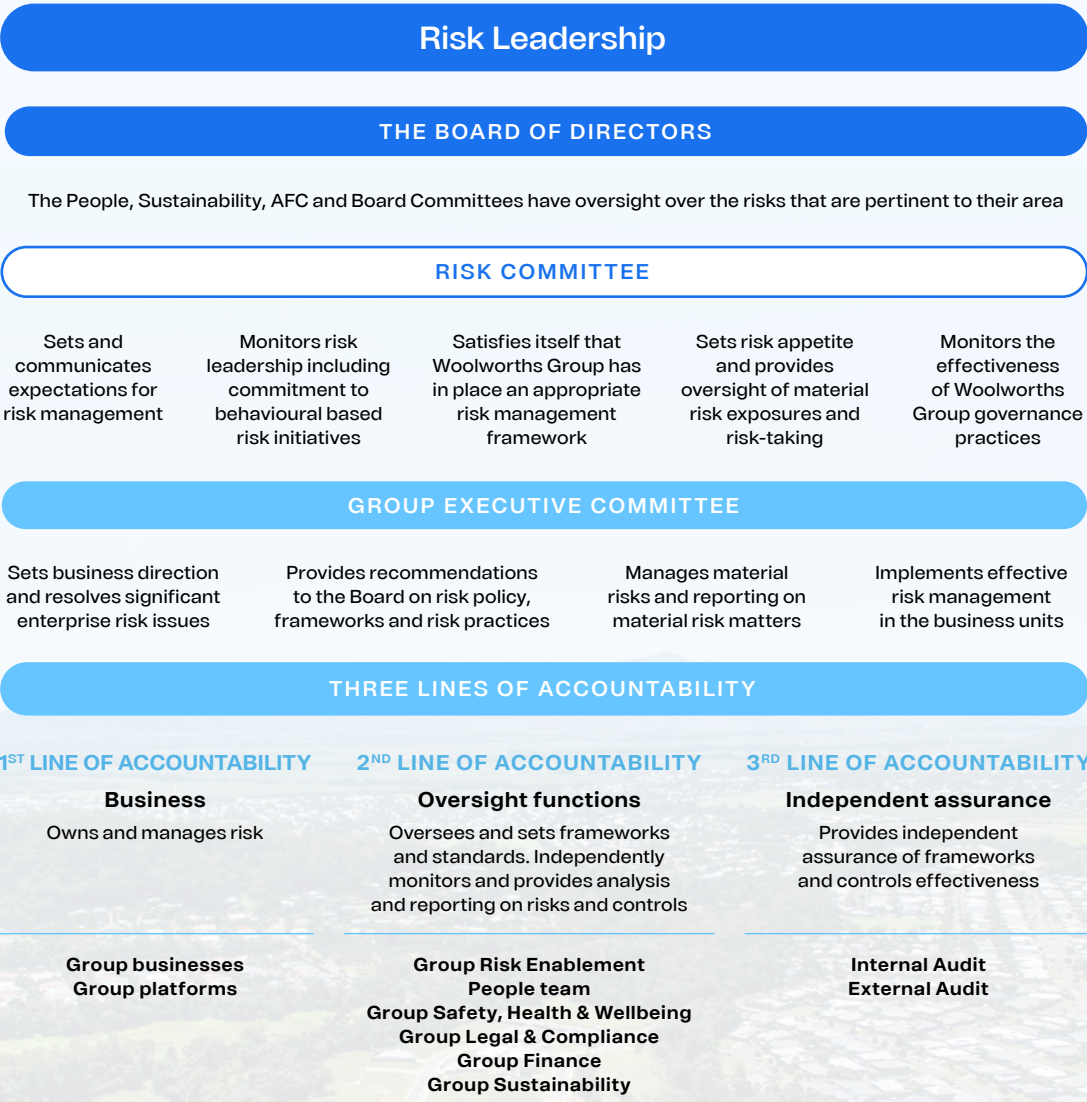 Risk Leadership
THE BOARD OF DIRECTORS
The People, Sustainability, AFC and Board Committees have oversight over the risks that are pertinent to their area
RISK COMMITTEE
Sets and
communicates
expectations for
risk management
Monitors risk
leadership including
commitment to
behavioural based
risk initiatives
Satisfies itself that
Woolworths Group has
in place an appropriate
risk management
framework
Sets risk appetite
and provides
oversight of material
risk exposures and
risk-taking
Monitors the
effectiveness
of Woolworths
Group governance
practices
GROUP EXECUTIVE COMMITTEE
Sets business direction
and resolves significant
enterprise risk issues
Provides recommendations
to the Board on risk policy,
frameworks and risk practices
Manages material
risks and reporting on
material risk matters
Implements effective
risk management
in the business units
THREE LINES OF ACCOUNTABILITY
1ST LINE OF ACCOUNTABILITY
Business
Owns and manages risk
Group businesses
Group platforms
2ND LINE OF ACCOUNTABILITY
Oversight functions
Oversees and sets frameworks
and standards. Independently
monitors and provides analysis
and reporting on risks and controls
Group Risk Enablement
People team
Group Safety, Health & Wellbeing
Group Legal & Compliance
Group Finance
Group Sustainability
3RD LINE OF ACCOUNTABILITY
Independent assurance
Provides independent
assurance of frameworks
and controls effectiveness
Internal Audit
External Audit